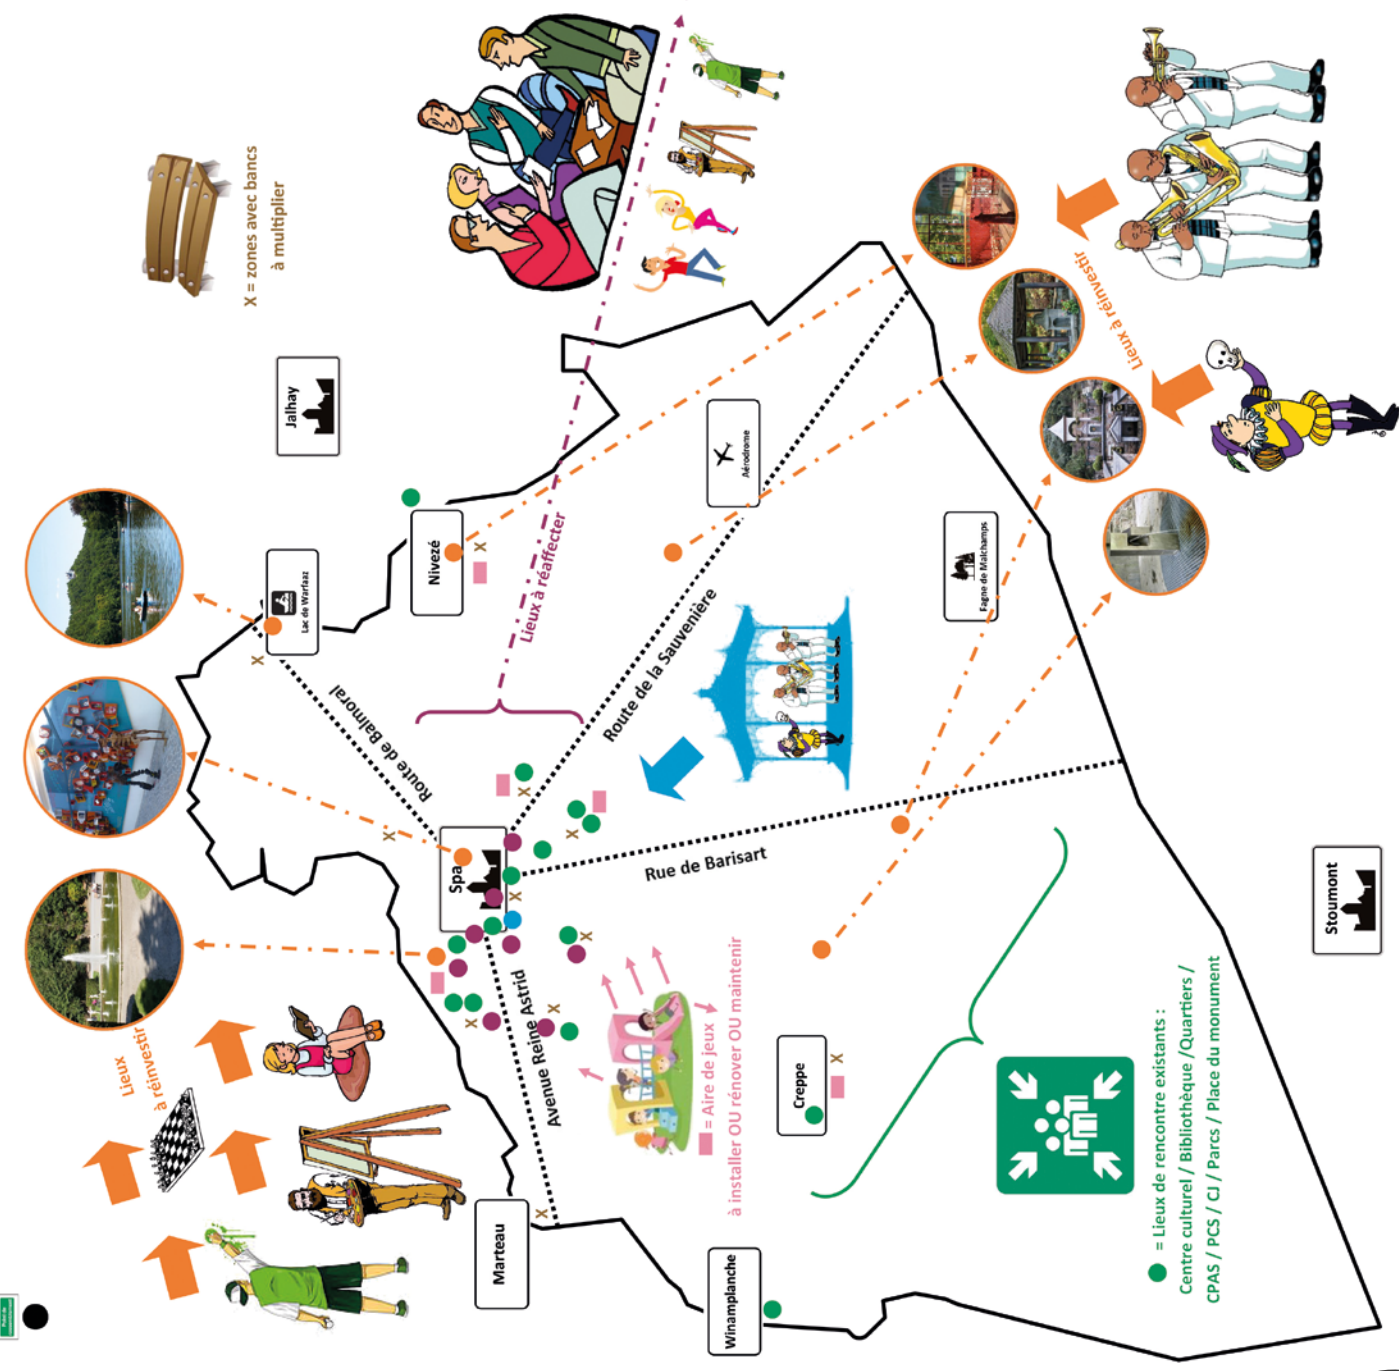 X = zones avec bancs
à multiplier
Jalhay
Lac de Warfaaz
Nivezé
Lieux à réaffecter
Aérodrome
Lieux à réinvestir
Fagne de Malchamps
Route de Balmoral
Route de la Sauvenière
Spa
Rue de Barisart
Stoumont
Lieux
à réinvestir
Avenue Reine Astrid
= Aire de jeux
à installer OU rénover OU maintenir
Creppe
Marteau
Winamplanche
= Lieux de rencontre existants :
Centre culturel / Bibliothèque /Quartiers /
CPAS / PCS / CJ / Parcs / Place du monument
X
X
X
X
X
X
X
X
X
X
X
X